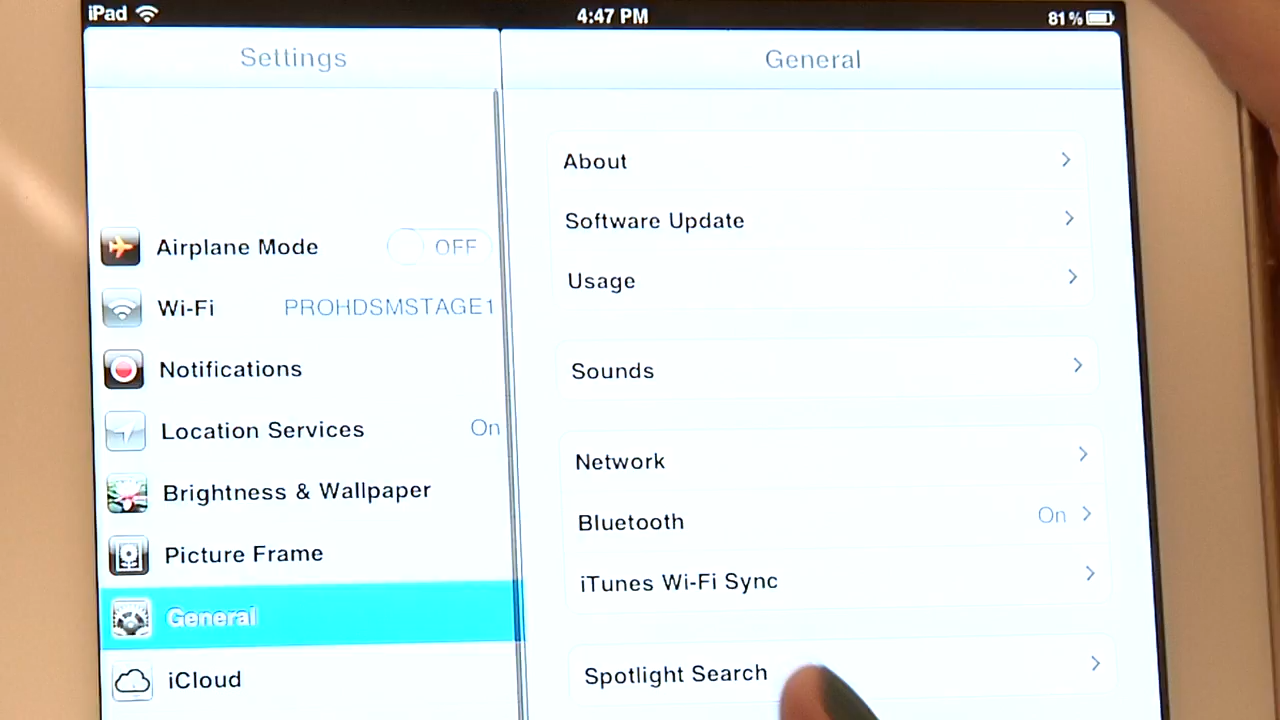 iPad 4:47 PM 81%
Settings
General
Airplane Mode OFF
Wi-Fi PROHDSMSTAGE1
Notifications
Location Services On
Brightness & Wallpaper
Picture Frame
General
iCloud
About
Software Update
Usage
Sounds
Network
Bluetooth On
iTunes Wi-Fi Sync
Spotlight Search